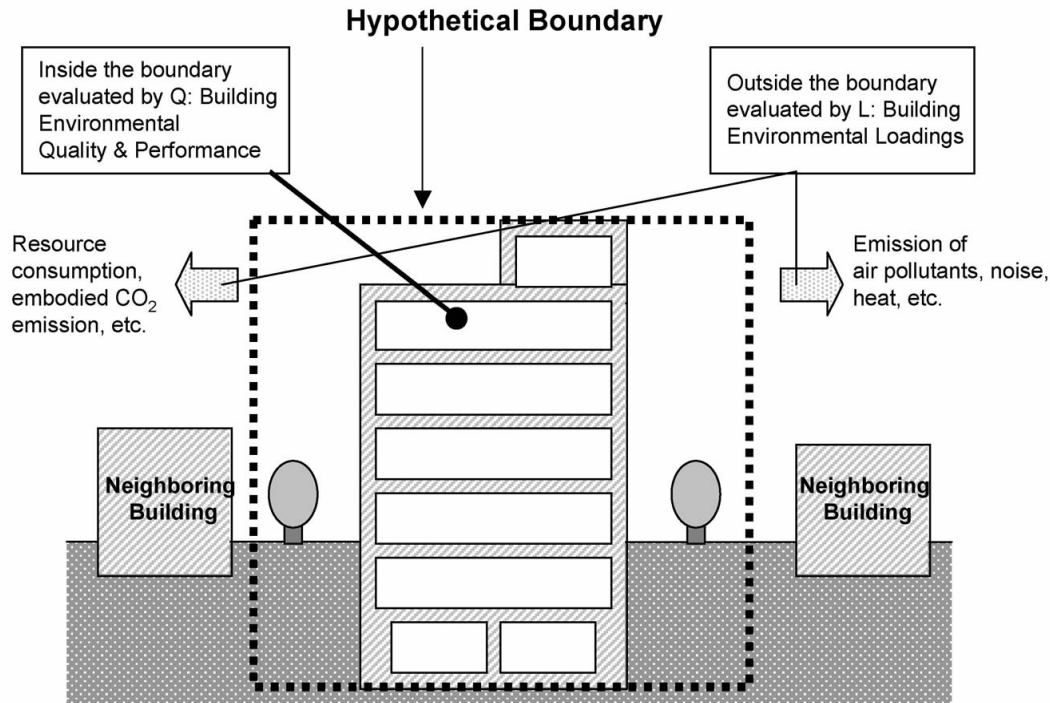 Hypothetical Boundary
Inside the boundary
evaluated by Q: Building
Environmental
Quality & Performance
Outside the boundary
evaluated by L: Building
Environmental Loadings
Resource
consumption,
embodied CO₂
emission, etc.
Emission of
air pollutants, noise,
heat, etc.
Neighboring
Building
Neighboring
Building